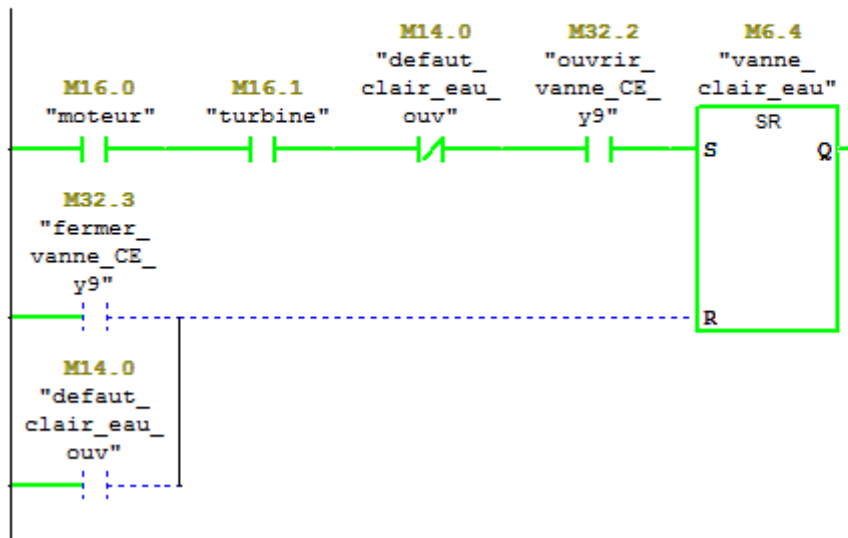 M16.0
"moteur"
M16.1
"turbine"
M14.0
"defaut_
clair_eau_
ouv"
M32.2
"ouvrir_
vanne_CE_
y9"
M6.4
"vanne_
clair_eau"
SR
S
Q
M32.3
"fermer_
vanne_CE_
y9"
R
M14.0
"defaut_
clair_eau_
ouv"